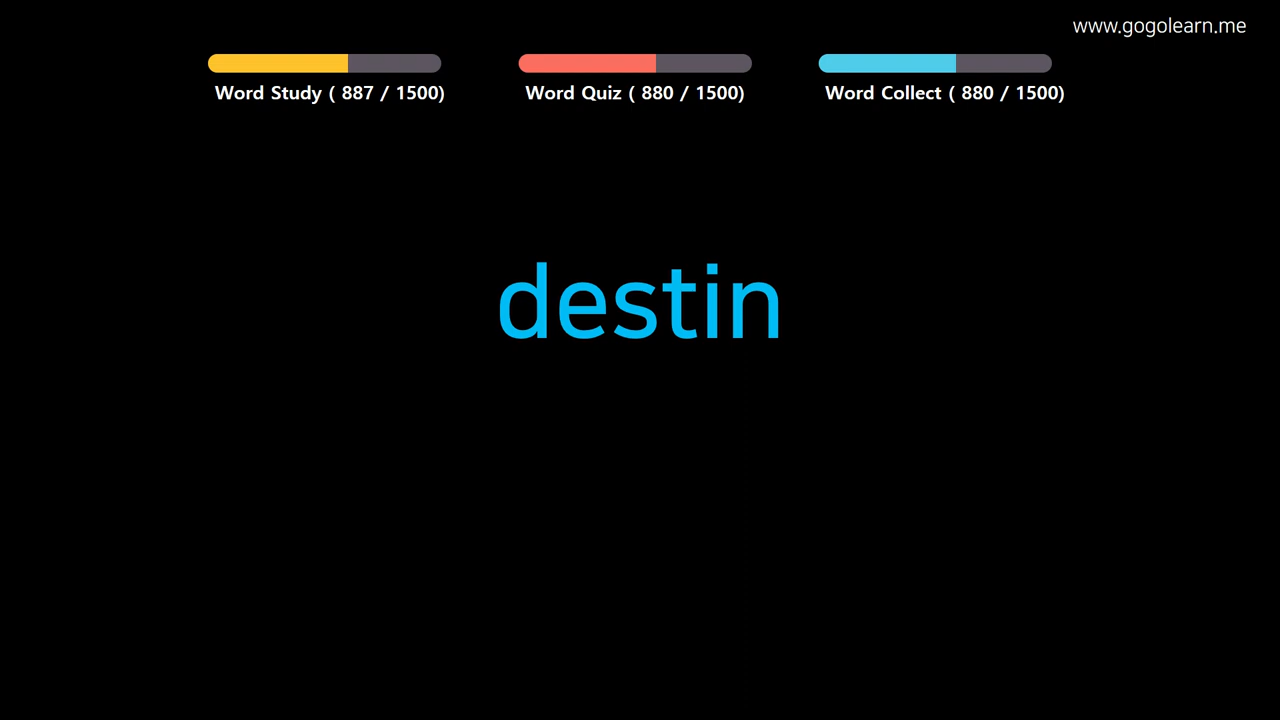 www.gogolearn.me
Word Study ( 887 / 1500)
Word Quiz ( 880 / 1500)
Word Collect ( 880 / 1500)
destin